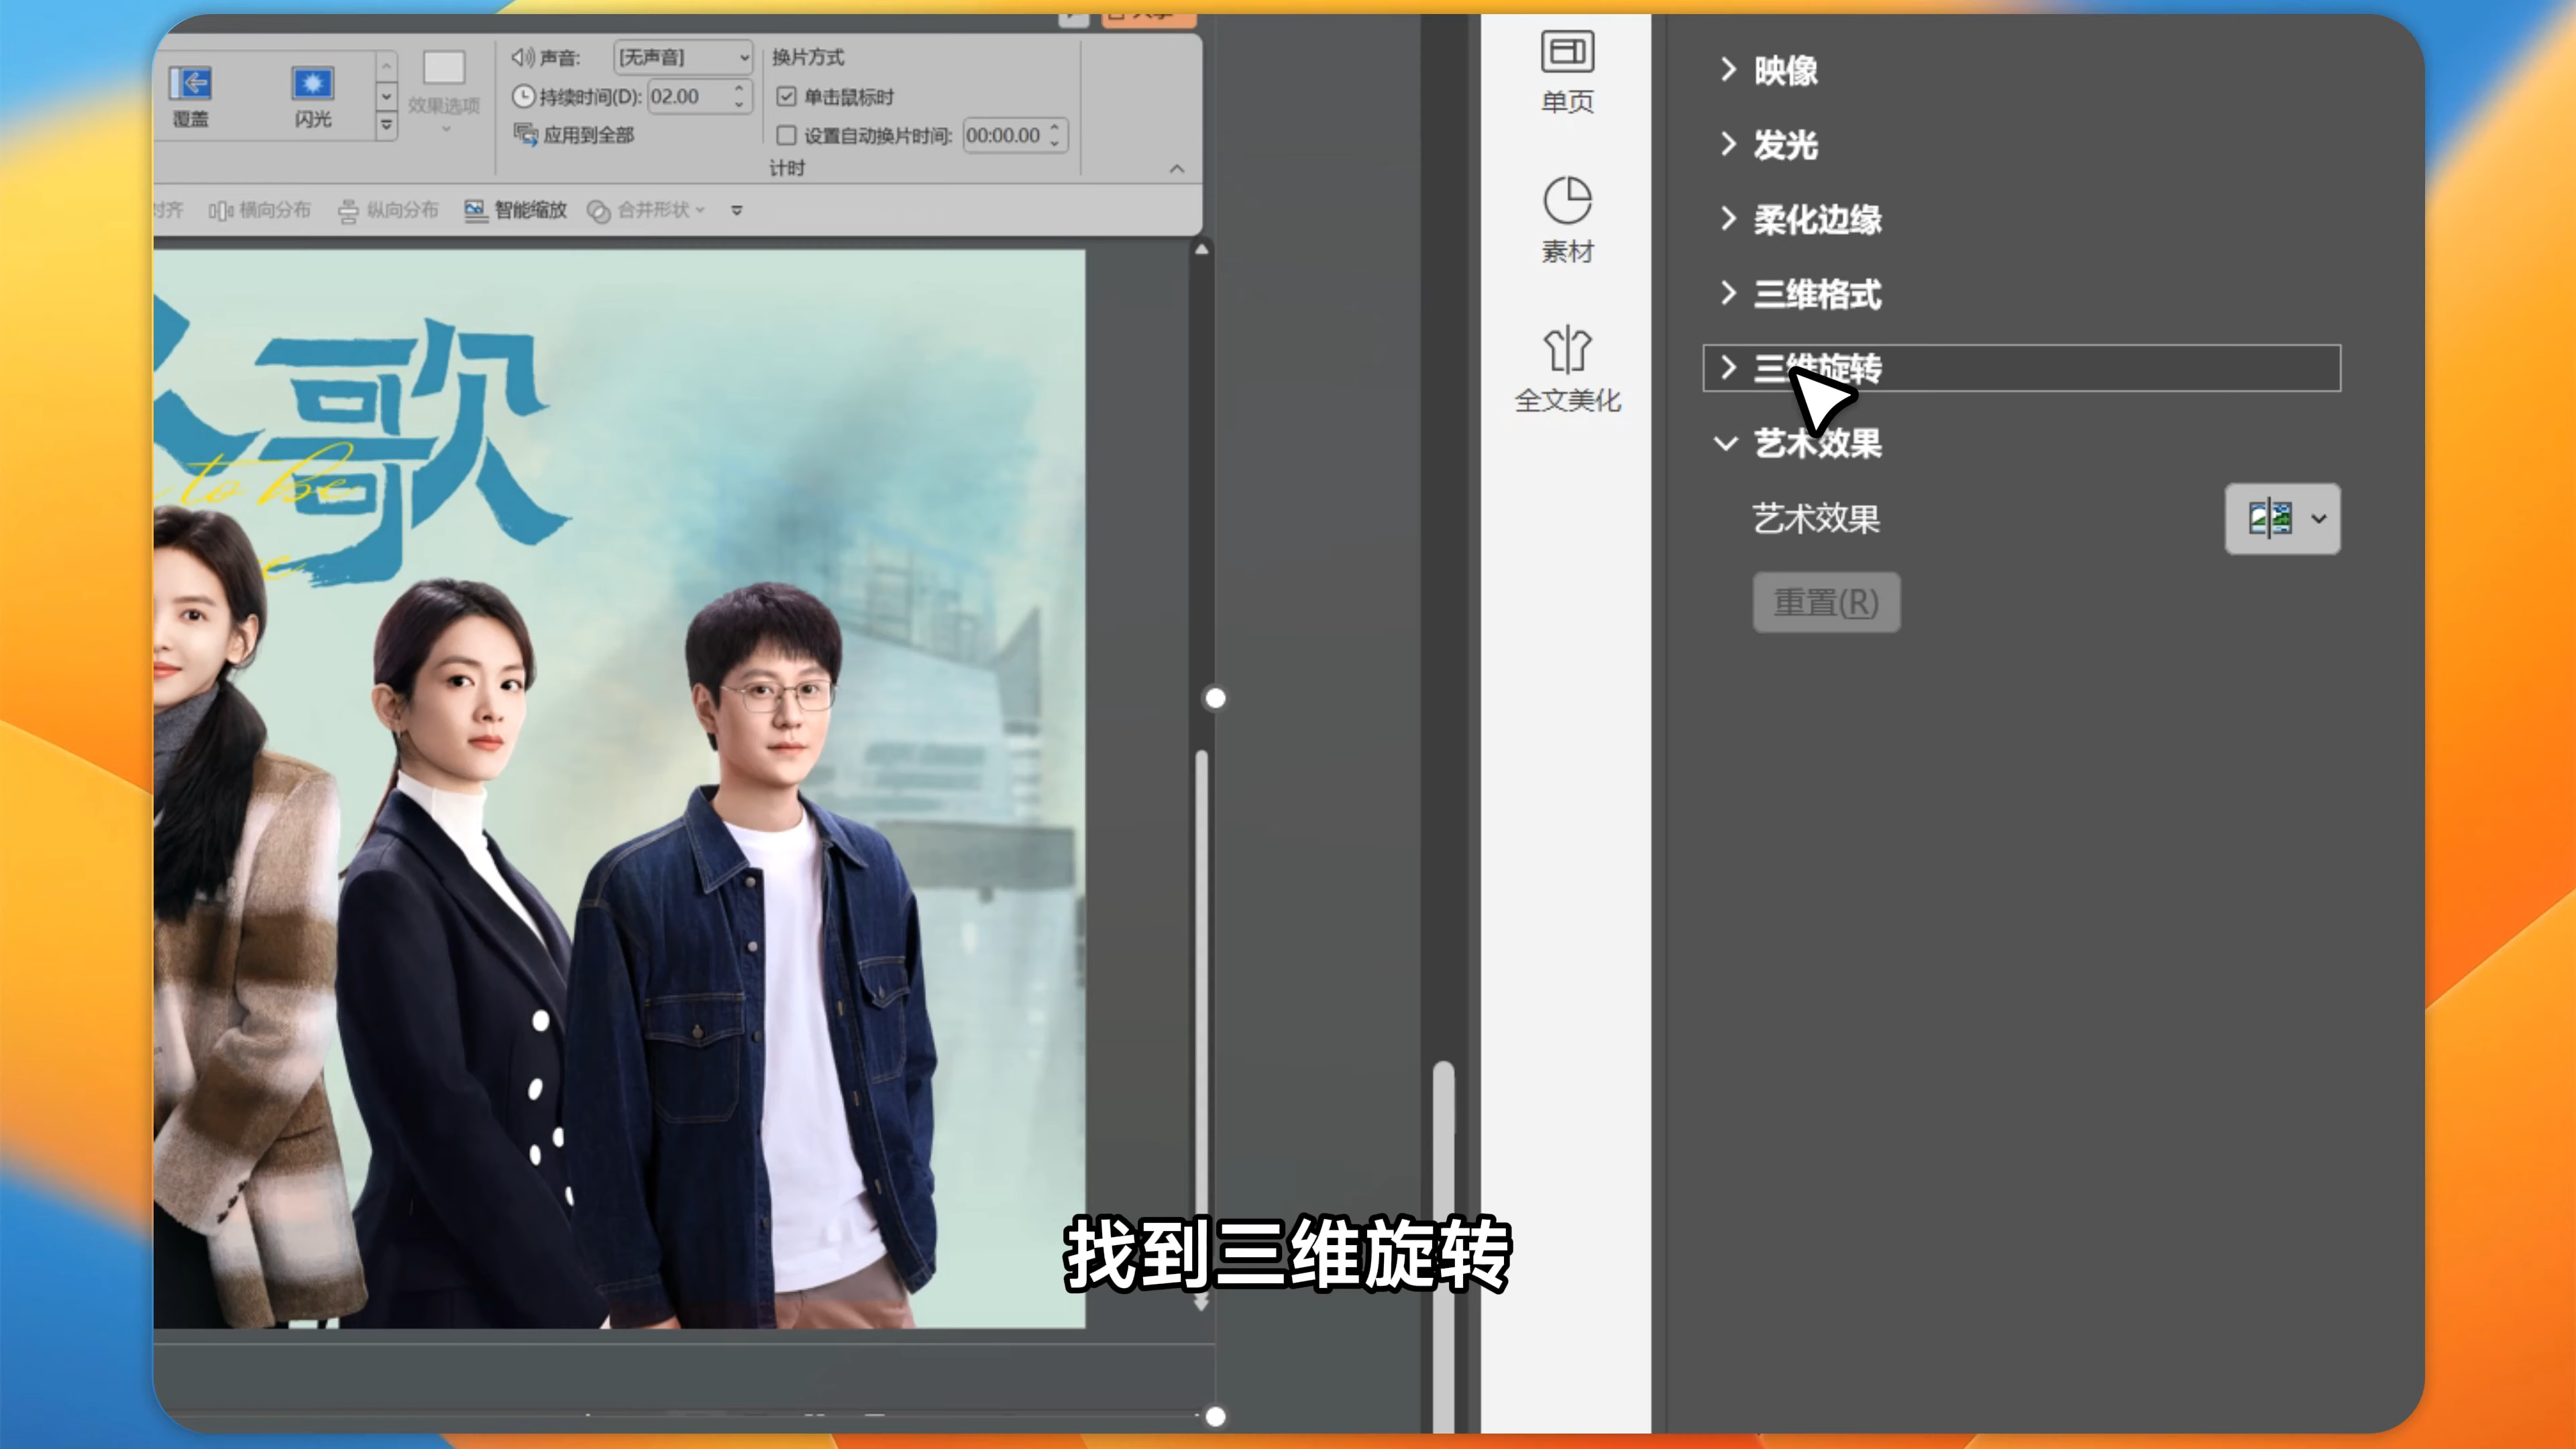 覆盖
闪光
效果选项
声音:
[无声音]
持续时间(D):
02.00
应用到全部
换片方式
单击鼠标时
设置自动换片时间:
00:00.00
计时
对齐
横向分布
纵向分布
智能缩放
合并形状
歌
to be
单页
素材
全文美化
映像
发光
柔化边缘
三维格式
三维旋转
艺术效果
艺术效果
重置(R)
找到三维旋转